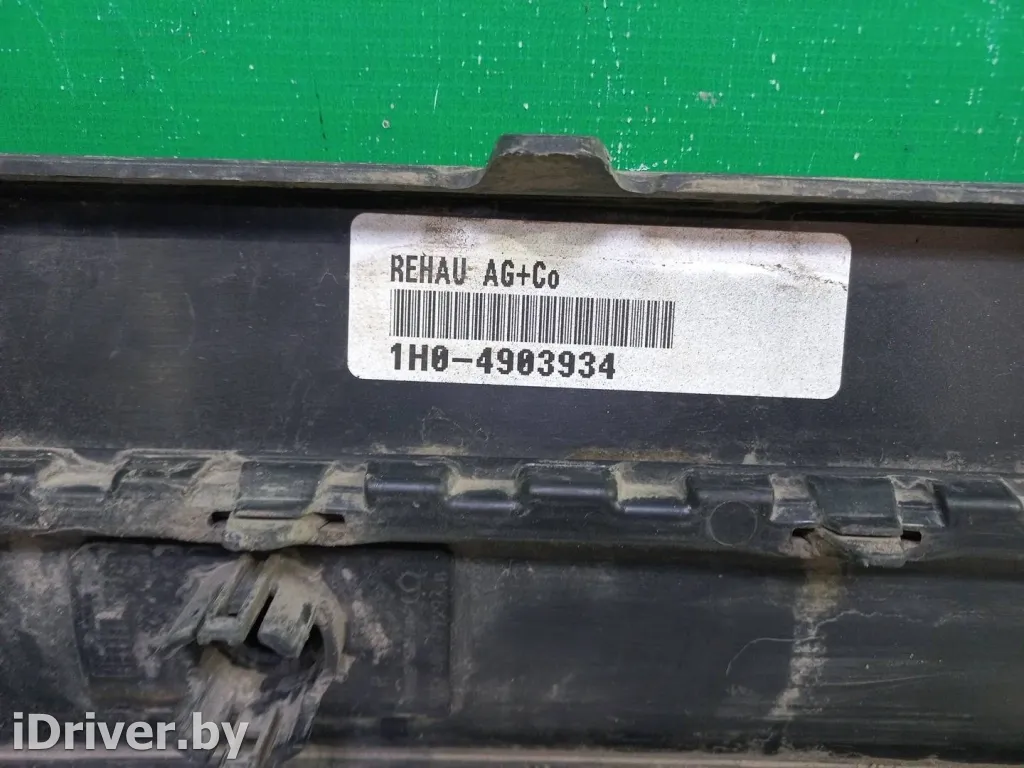 REHAU AG+Co
1H0-4903934
iDriver.by